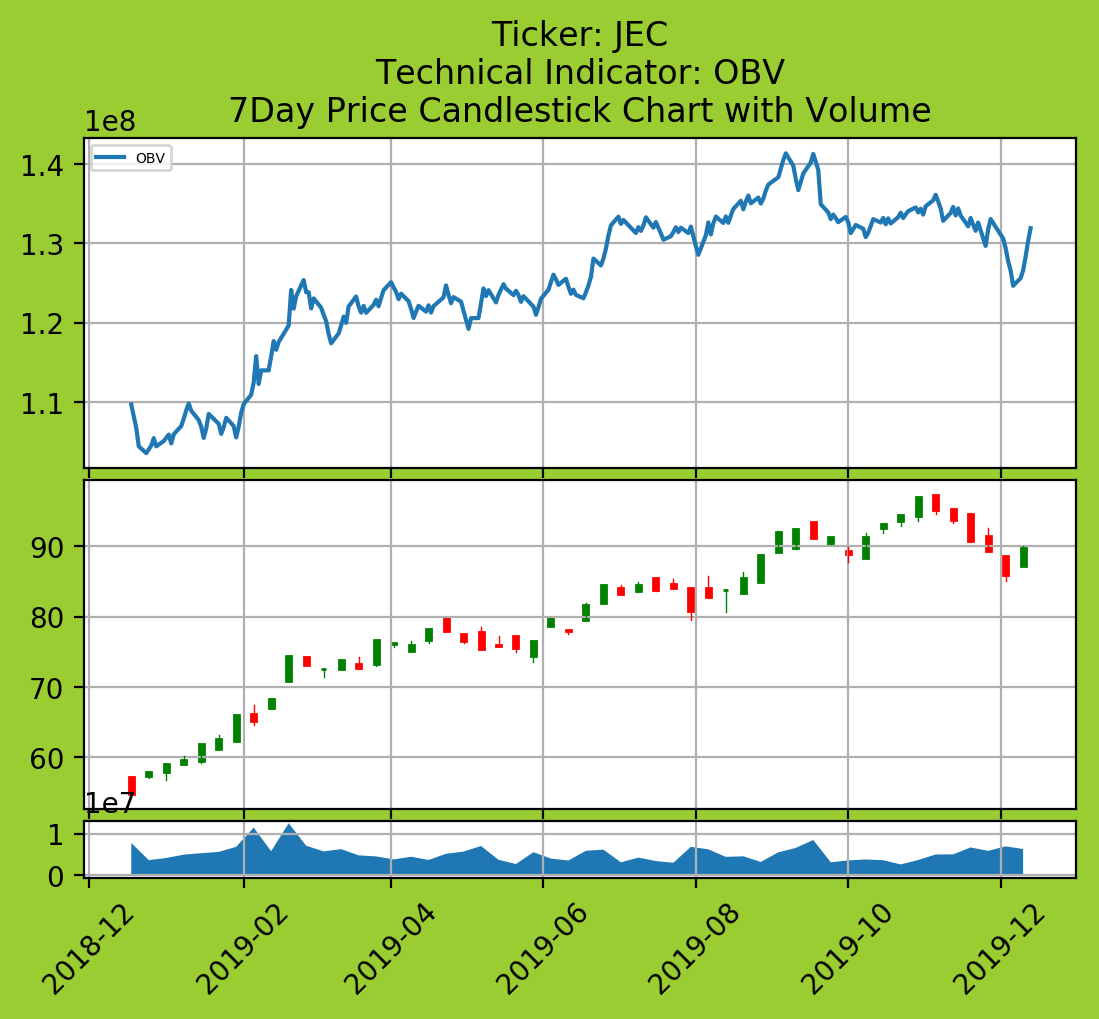 Ticker: JEC
Technical Indicator: OBV
7Day Price Candlestick Chart with Volume
1e8
OBV
1.4
1.3
1.2
1.1
90
80
70
60
1e7
1
0
2018-12
2019-02
2019-04
2019-06
2019-08
2019-10
2019-12